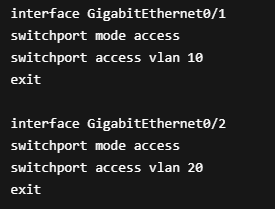 interface GigabitEthernet0/1
switchport mode access
switchport access vlan 10
exit

interface GigabitEthernet0/2
switchport mode access
switchport access vlan 20
exit